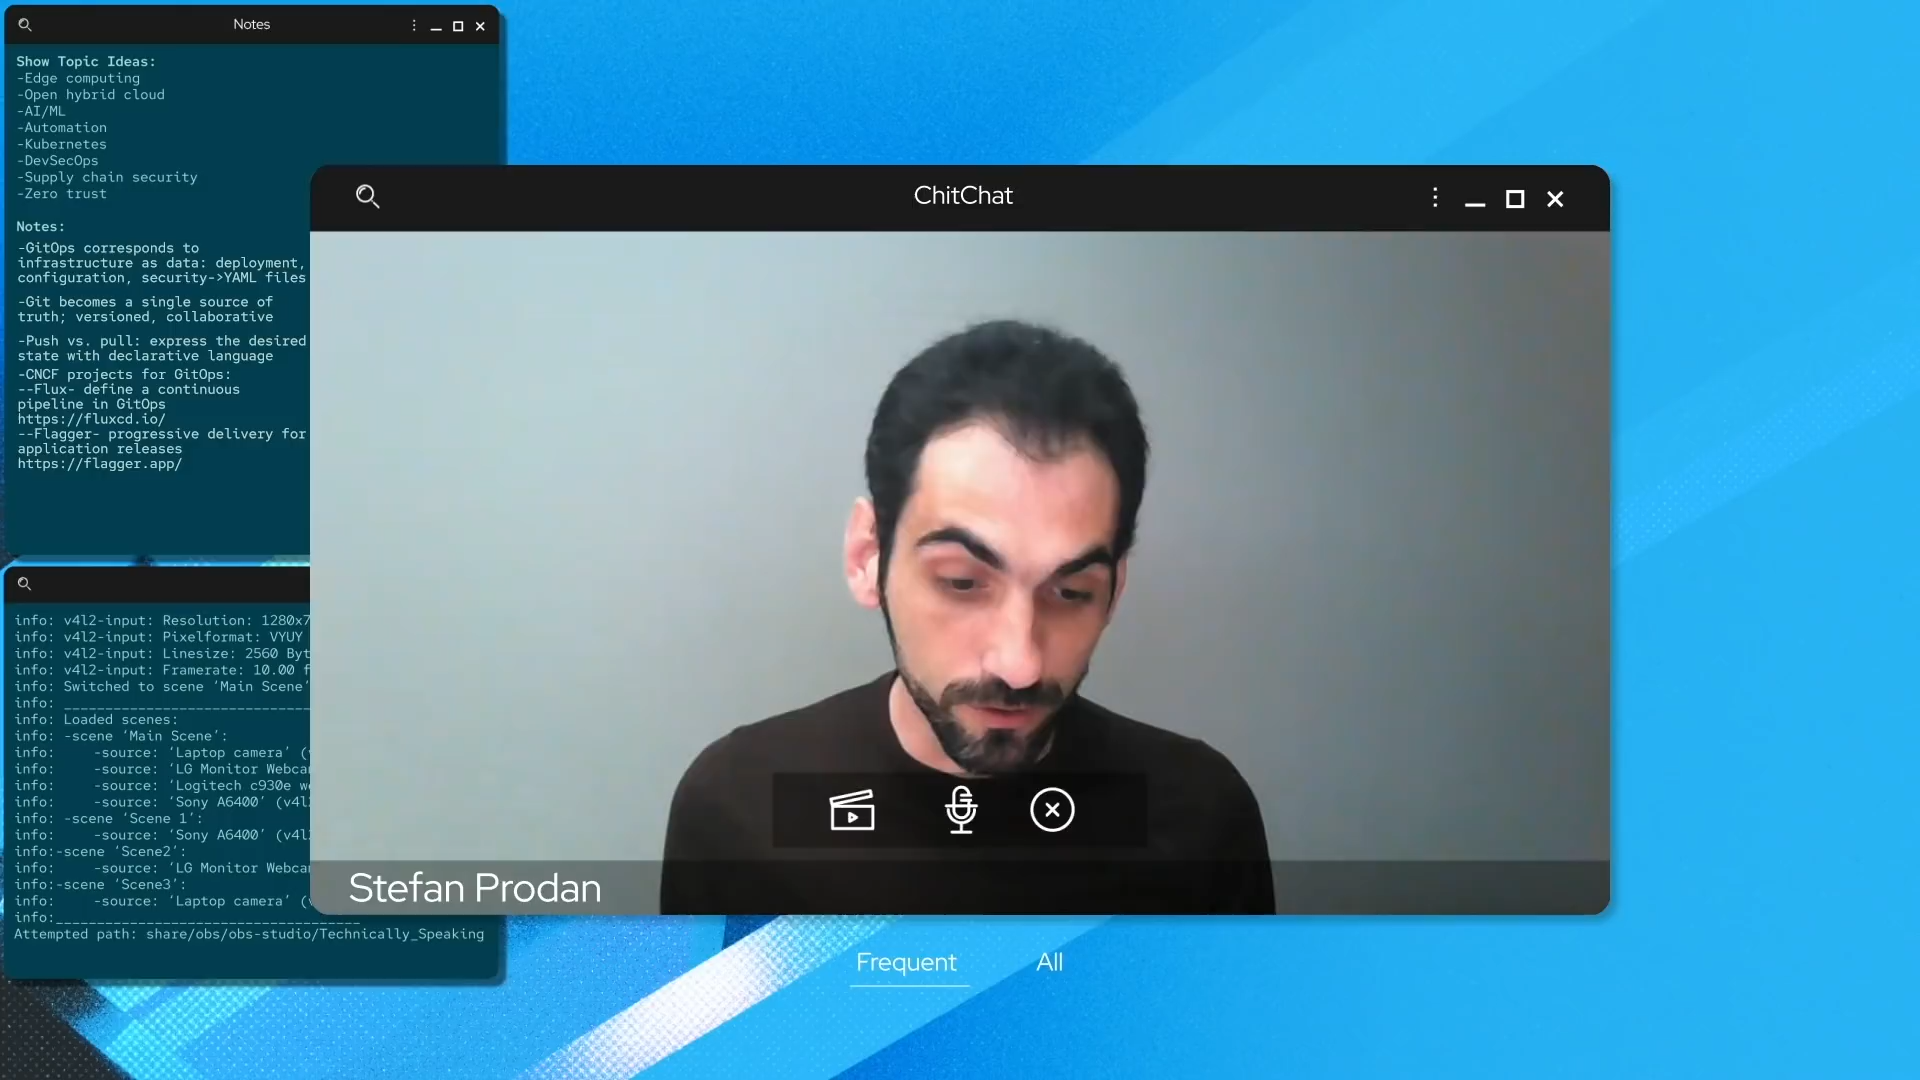 Notes
Show Topic Ideas:
-Edge computing
-Open hybrid cloud
-AI/ML
-Automation
-Kubernetes
-DevSecOps
-Supply chain security
-Zero trust
Notes:
-GitOps corresponds to
infrastructure as data: deployment,
configuration, security->YAML files
-Git becomes a single source of
truth; versioned, collaborative
-Push vs. pull: express the desired
state with declarative language
-CNCF projects for GitOps:
--Flux- define a continuous
pipeline in GitOps
https://fluxcd.io/
--Flagger- progressive delivery for
application releases
https://flagger.app/
info: v4l2-input: Resolution: 1280x7
info: v4l2-input: Pixelformat: VYUY
info: v4l2-input: Linesize: 2560 Byt
info: v4l2-input: Framerate: 10.00 f
info: Switched to scene ‘Main Scene’
info: ______________________________
info: Loaded scenes:
info: -scene ‘Main Scene’:
info: -source: ‘Laptop camera’ (v
info: -source: ‘LG Monitor Webcam
info: -source: ‘Logitech c930e w
info: -source: ‘Sony A6400’ (v4l
info: -scene ‘Scene 1’:
info: -source: ‘Sony A6400’ (v4l
info:-scene ‘Scene2’:
info: -source: ‘LG Monitor Webcam
info:-scene ‘Scene3’:
info: -source: ‘Laptop camera’ (v
info:_____________________________________
Attempted path: share/obs/obs-studio/Technically_Speaking
ChitChat
Stefan Prodan
Frequent
All